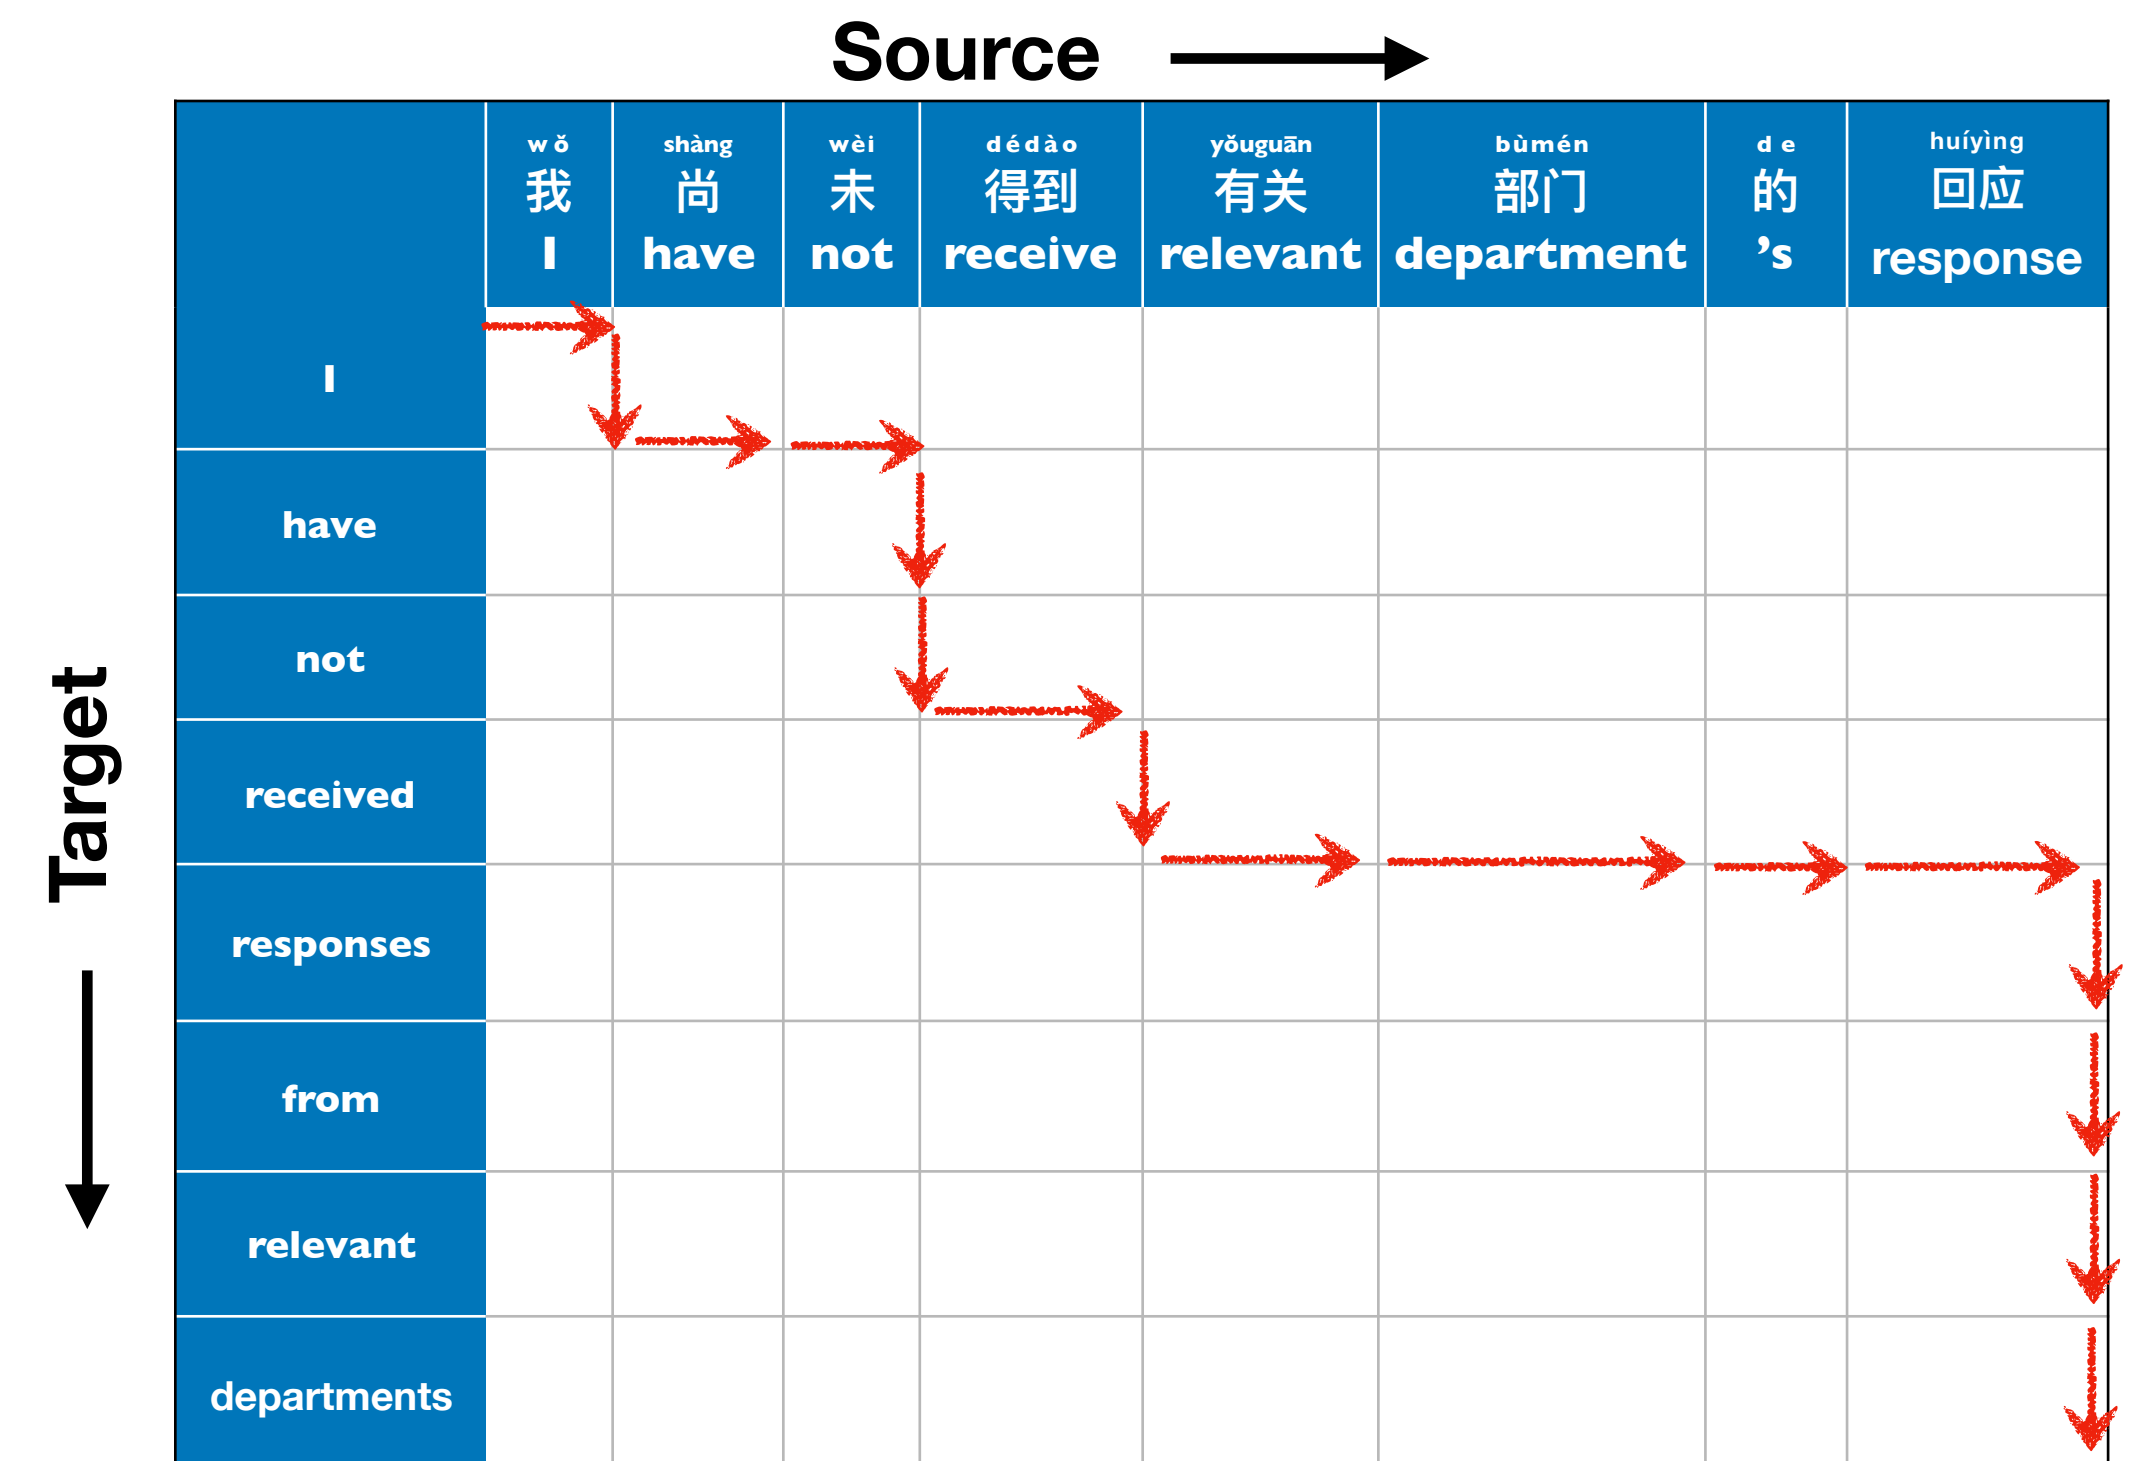 Source
wǒ shàng wèi dédào yǒuguān bùmén de huíyìng
我 尚 未 得到 有关 部门 的 回应
I have not receive relevant department ’s response
I
have
not
received
Target
responses
from
relevant
departments